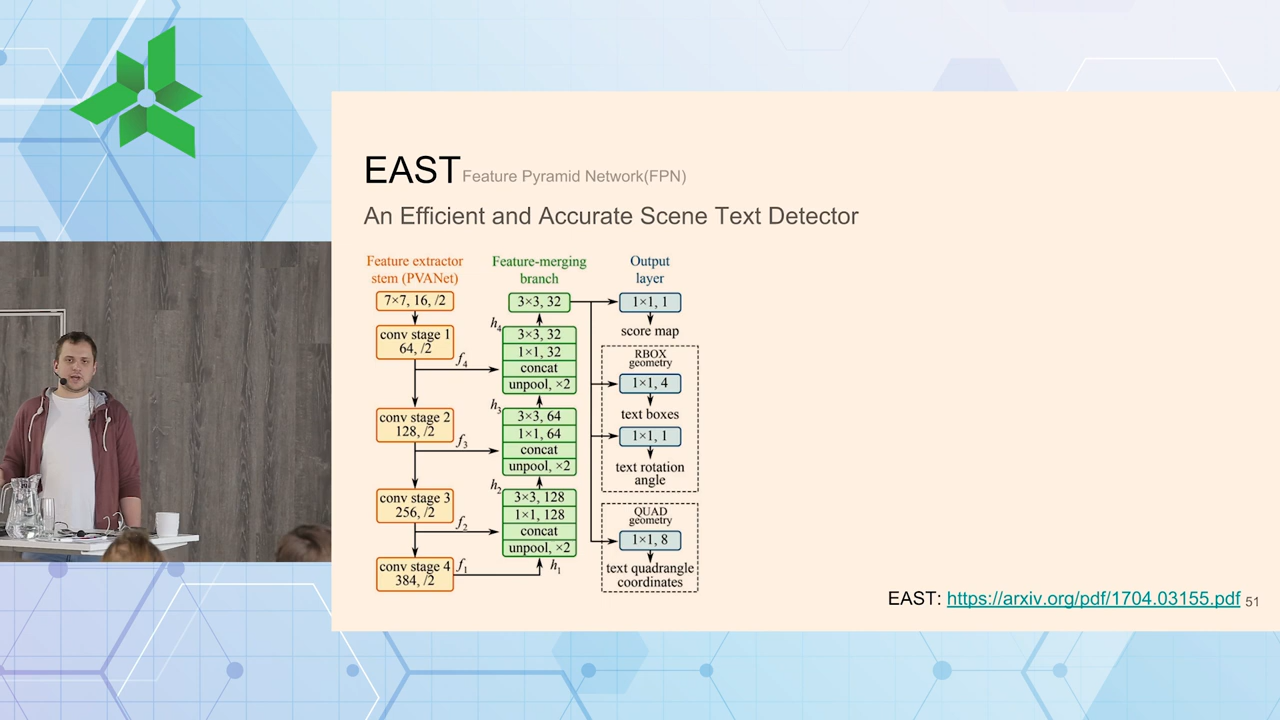 EAST Feature Pyramid Network(FPN)
An Efficient and Accurate Scene Text Detector
Feature extractor
stem (PVANet)
7×7, 16, /2
conv stage 1
64, /2
f4
conv stage 2
128, /2
f3
conv stage 3
256, /2
f2
conv stage 4
384, /2
f1
Feature-merging
branch
3×3, 32
h4
3×3, 32
1×1, 32
concat
unpool, ×2
h3
3×3, 64
1×1, 64
concat
unpool, ×2
h2
3×3, 128
1×1, 128
concat
unpool, ×2
h1
Output
layer
1×1, 1
score map
RBOX
geometry
1×1, 4
text boxes
1×1, 1
text rotation
angle
QUAD
geometry
1×1, 8
text quadrangle
coordinates
EAST: https://arxiv.org/pdf/1704.03155.pdf 51